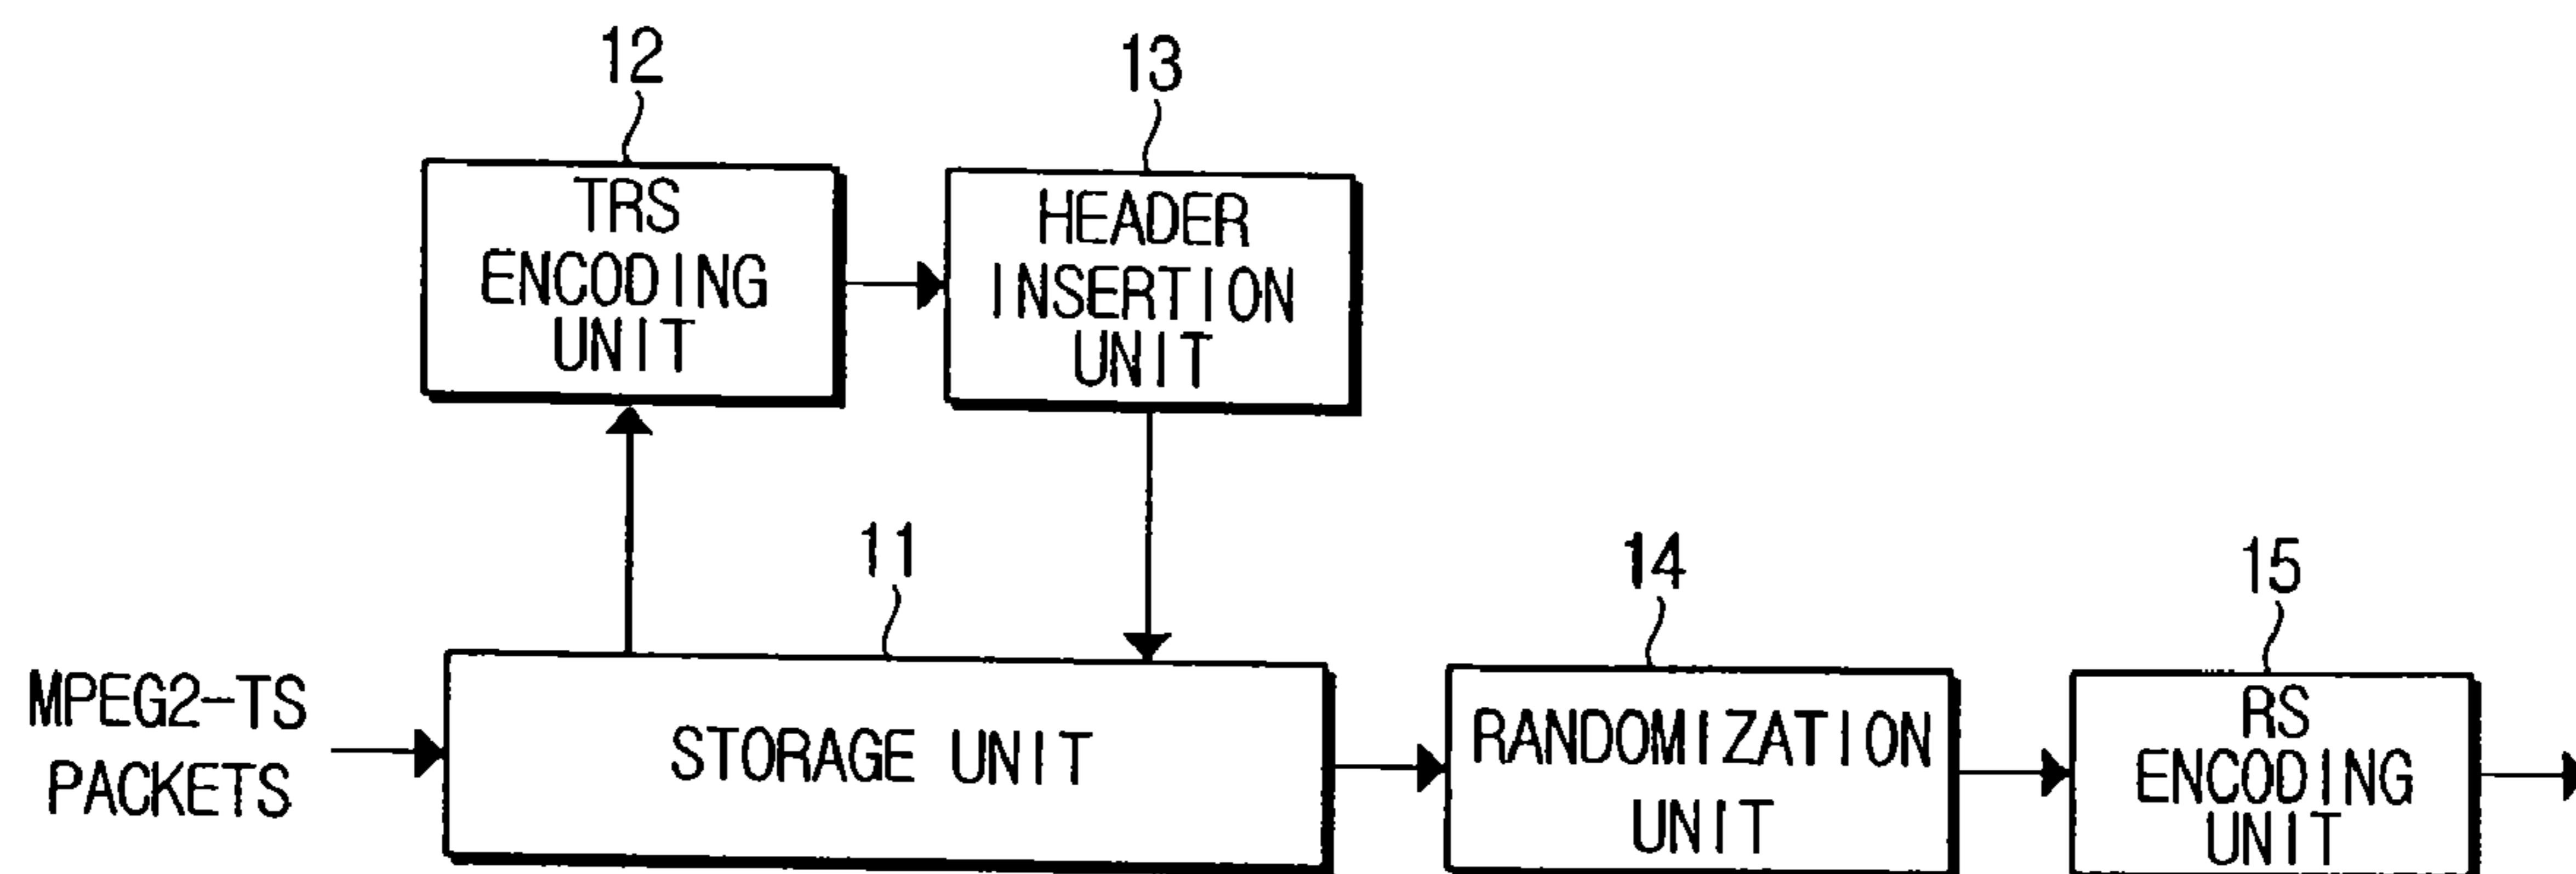 12
13
TRS
ENCODING
UNIT
HEADER
INSERTION
UNIT
11
14
15
MPEG2-TS
PACKETS
STORAGE UNIT
RANDOMIZATION
UNIT
RS
ENCODING
UNIT